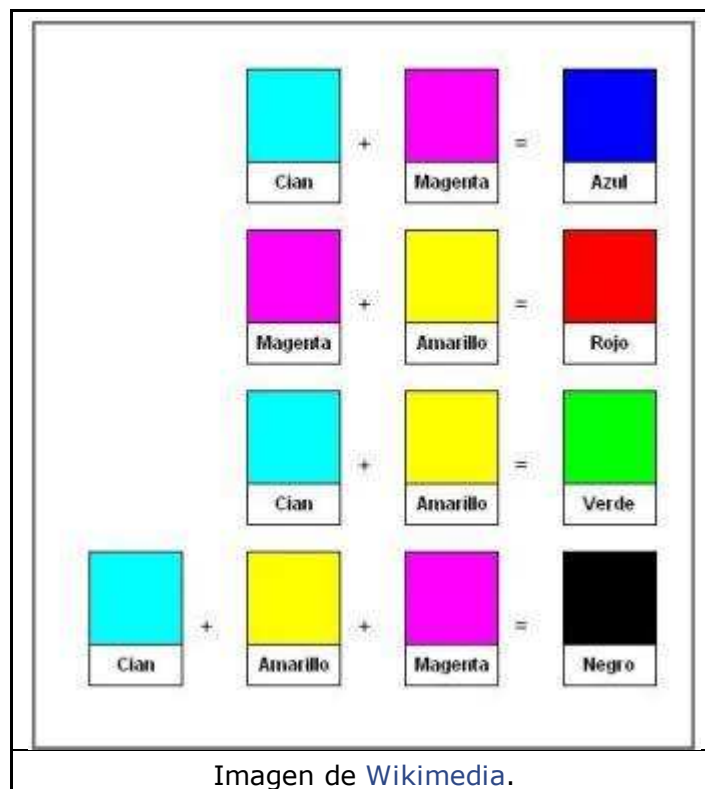 + =
Cian Magenta Azul
+ =
Magenta Amarillo Rojo
+ =
Cian Amarillo Verde
+ + =
Cian Amarillo Magenta Negro
Imagen de Wikimedia.